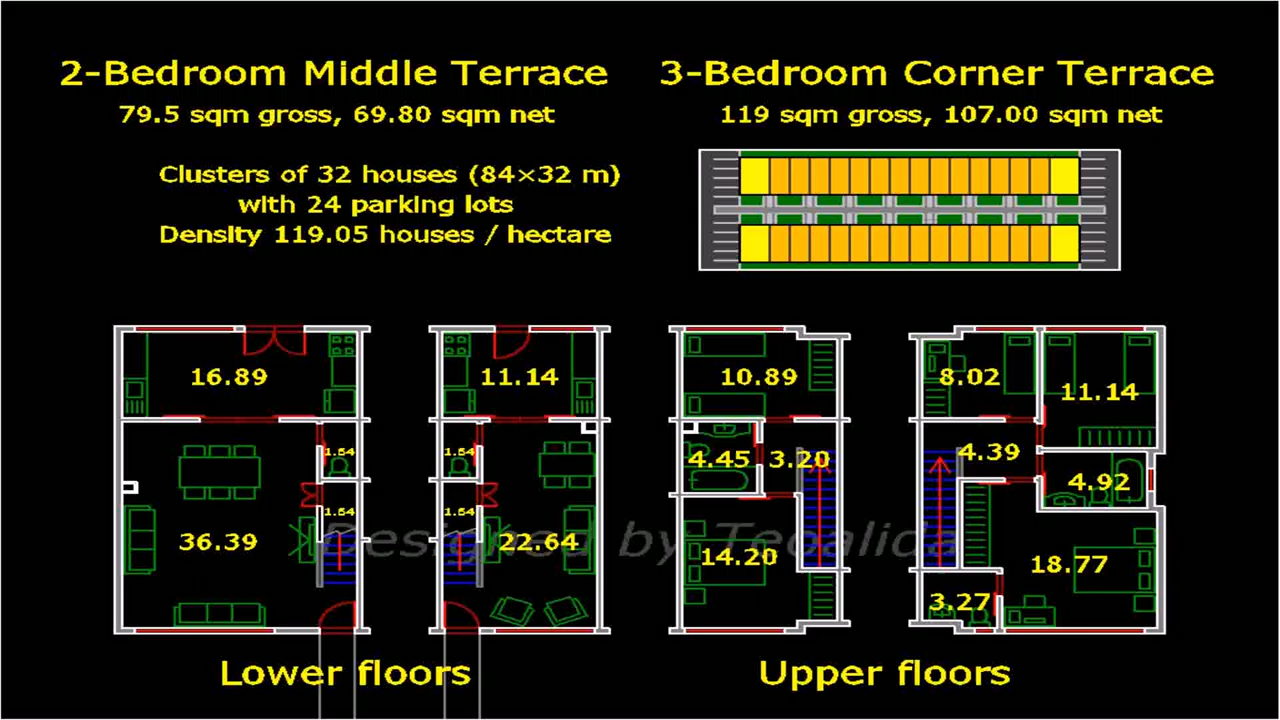 2-Bedroom Middle Terrace
79.5 sqm gross, 69.80 sqm net
3-Bedroom Corner Terrace
119 sqm gross, 107.00 sqm net
Clusters of 32 houses (84×32 m)
with 24 parking lots
Density 119.05 houses / hectare
16.89
1.54
1.54
36.39
11.14
1.54
1.54
22.64
10.89
4.45
3.20
14.20
8.02
11.14
4.39
4.92
18.77
3.27
Designed by Teoalida
Lower floors
Upper floors